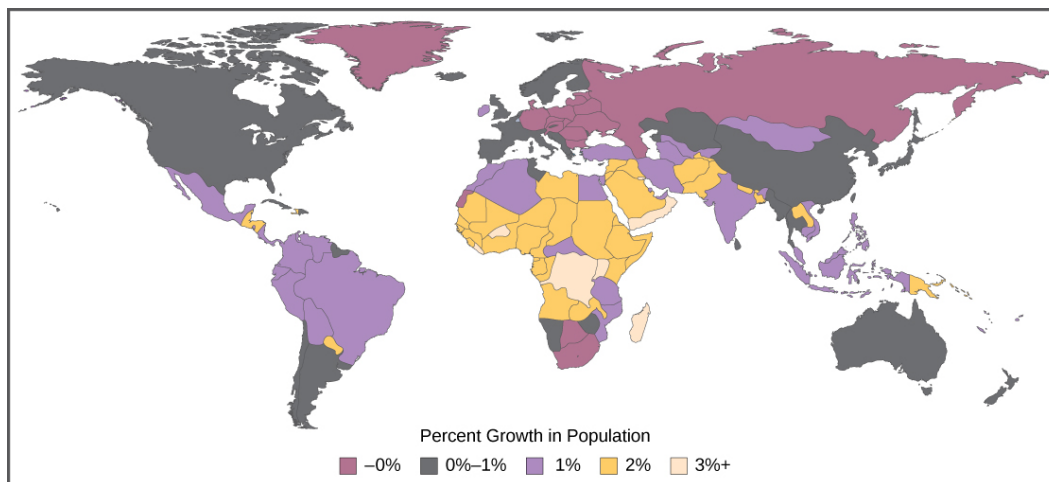 Percent Growth in Population
–0% 0%–1% 1% 2% 3%+